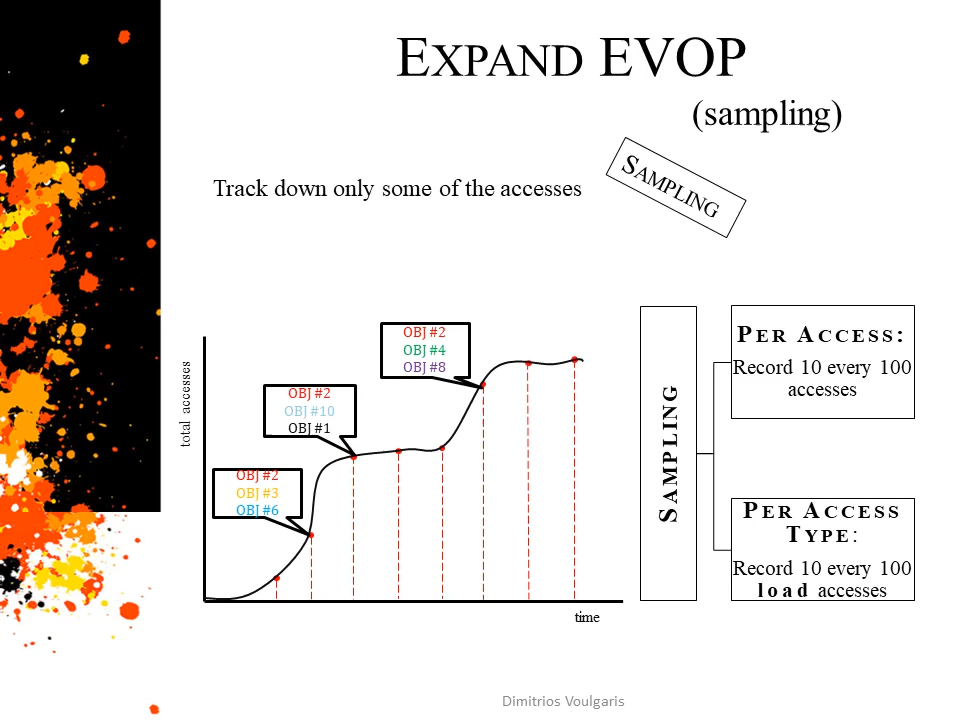 EXPAND EVOP
(sampling)
Track down only some of the accesses
SAMPLING
total accesses
OBJ #2
OBJ #4
OBJ #8
OBJ #2
OBJ #10
OBJ #1
OBJ #2
OBJ #3
OBJ #6
time
SAMPLING
PER ACCESS:
Record 10 every 100
accesses
PER ACCESS
TYPE:
Record 10 every 100
load accesses
Dimitrios Voulgaris